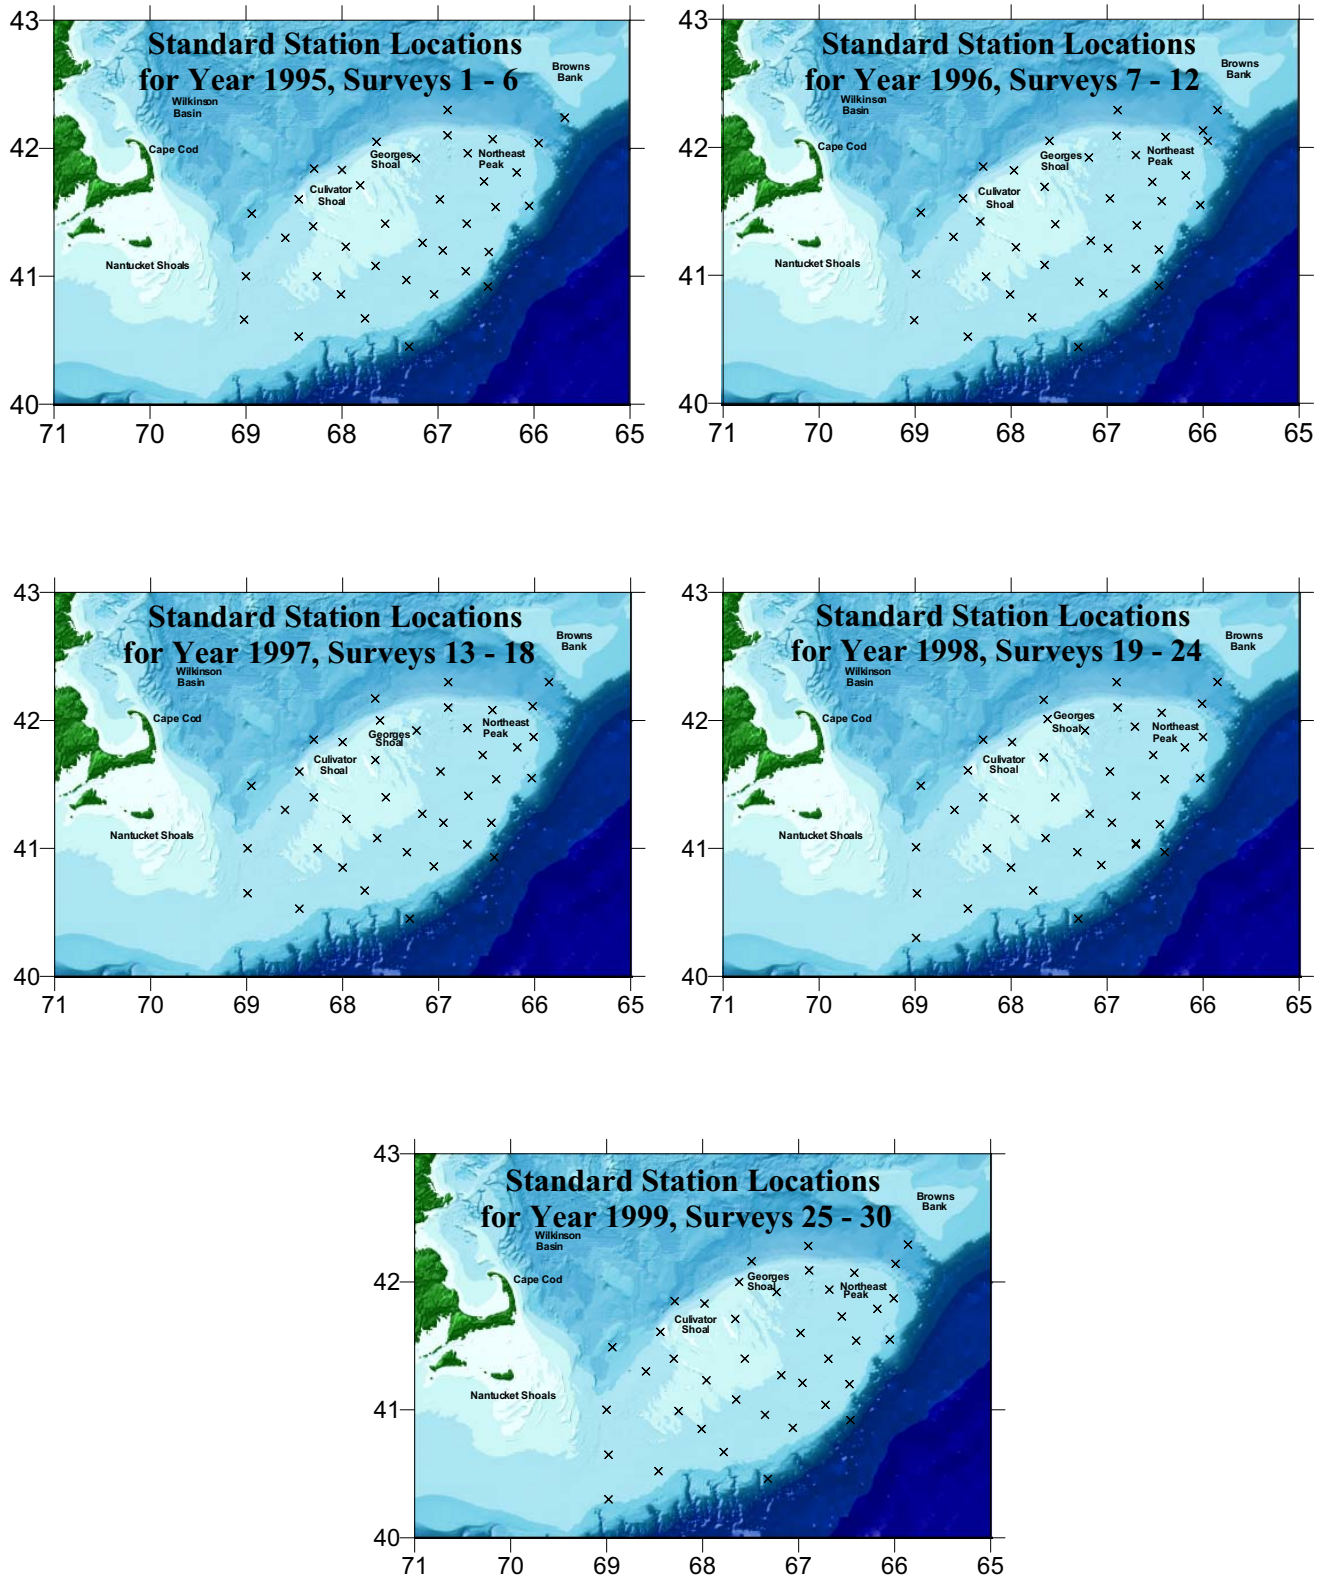 43
42
41
40
71 70 69 68 67 66 65
Standard Station Locations
for Year 1995, Surveys 1 - 6
Browns
Bank
Wilkinson
Basin
Cape Cod
Georges
Shoal
Northeast
Peak
Culivator
Shoal
Nantucket Shoals
43
42
41
40
71 70 69 68 67 66 65
Standard Station Locations
for Year 1996, Surveys 7 - 12
Browns
Bank
Wilkinson
Basin
Cape Cod
Georges
Shoal
Northeast
Peak
Culivator
Shoal
Nantucket Shoals
43
42
41
40
71 70 69 68 67 66 65
Standard Station Locations
for Year 1997, Surveys 13 - 18
Browns
Bank
Wilkinson
Basin
Cape Cod
Georges
Shoal
Northeast
Peak
Culivator
Shoal
Nantucket Shoals
43
42
41
40
71 70 69 68 67 66 65
Standard Station Locations
for Year 1998, Surveys 19 - 24
Browns
Bank
Wilkinson
Basin
Cape Cod
Georges
Shoal
Northeast
Peak
Culivator
Shoal
Nantucket Shoals
43
42
41
40
71 70 69 68 67 66 65
Standard Station Locations
for Year 1999, Surveys 25 - 30
Browns
Bank
Wilkinson
Basin
Cape Cod
Georges
Shoal
Northeast
Peak
Culivator
Shoal
Nantucket Shoals